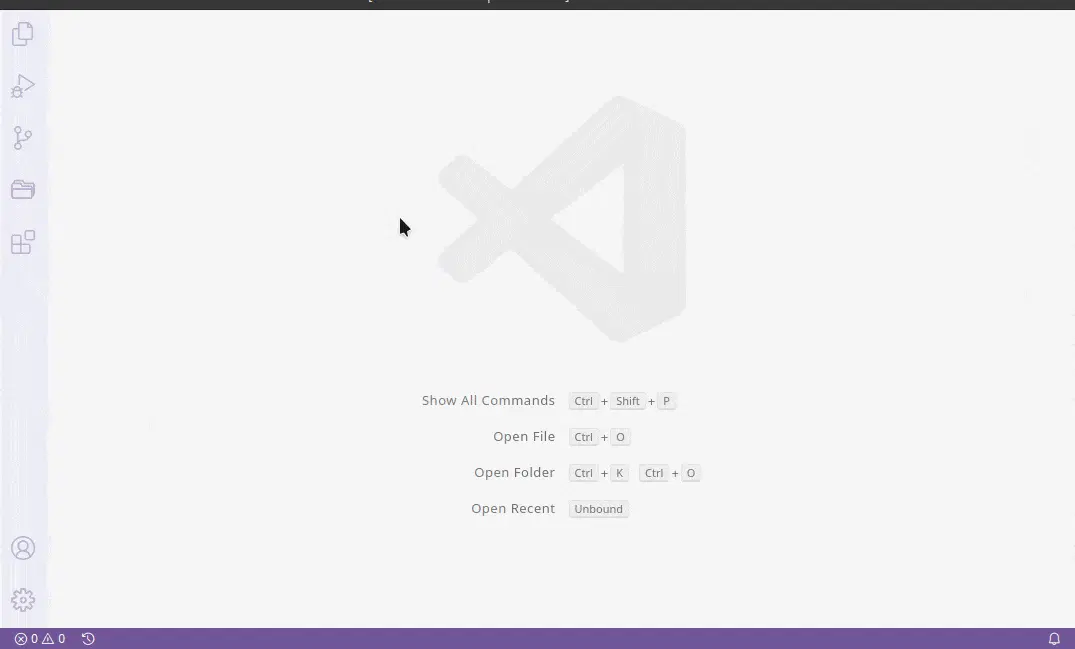 Show All Commands Ctrl + Shift + P
Open File Ctrl + O
Open Folder Ctrl + K Ctrl + O
Open Recent Unbound
0 0